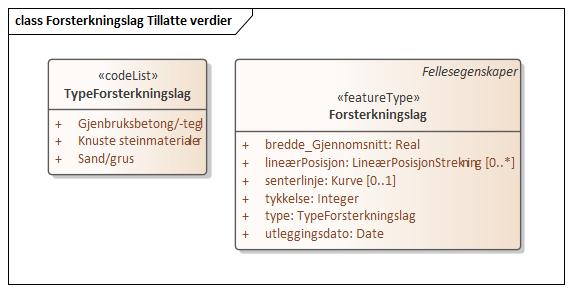 class Forsterkningslag Tillatte verdier
«codeList»
TypeForsterkningslag
+ Gjenbruksbetong/-tegl
+ Knuste steinmaterialer
+ Sand/grus
Fellesegenskaper
«featureType»
Forsterkningslag
+ bredde_Gjennomsnitt: Real
+ lineærPosisjon: LineærPosisjonStrekning [0..*]
+ senterlinje: Kurve [0..1]
+ tykkelse: Integer
+ type: TypeForsterkningslag
+ utleggingsdato: Date